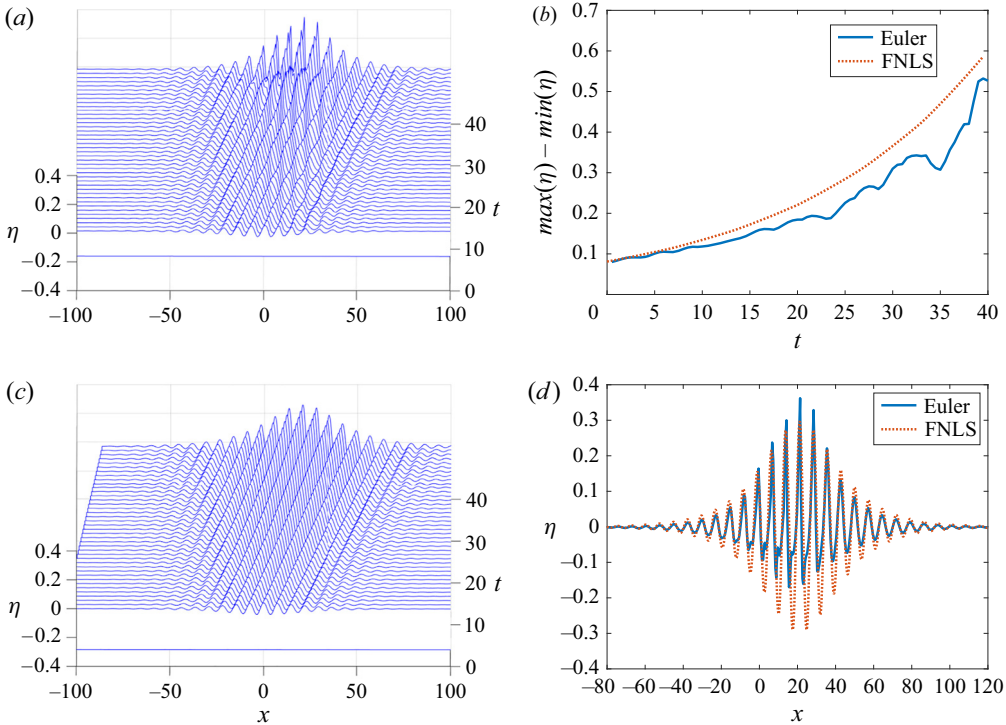 (a)
0.4
0.2
η 0
−0.2
−0.4
40
30
20 t
10
0
−100 −50 0 50 100
(b)
0.7
0.6
0.5
0.4
0.3
0.2
0.1
max(η) − min(η)
Euler
FNLS
0 5 10 15 20 25 30 35 40
t
(c)
0.4
0.2
η 0
−0.2
−0.4
40
30
20 t
10
0
−100 −50 0 50 100
x
(d)
0.4
0.3
0.2
0.1
η 0
−0.1
−0.2
−0.3
−0.4
Euler
FNLS
−80 −60 −40 −20 0 20 40 60 80 100 120
x